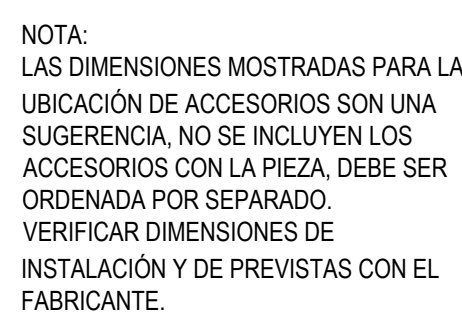 NOTA:
LAS DIMENSIONES MOSTRADAS PARA LA
UBICACIÓN DE ACCESORIOS SON UNA
SUGERENCIA, NO SE INCLUYEN LOS
ACCESORIOS CON LA PIEZA, DEBE SER
ORDENADA POR SEPARADO.
VERIFICAR DIMENSIONES DE
INSTALACIÓN Y DE PREVISTAS CON EL
FABRICANTE.